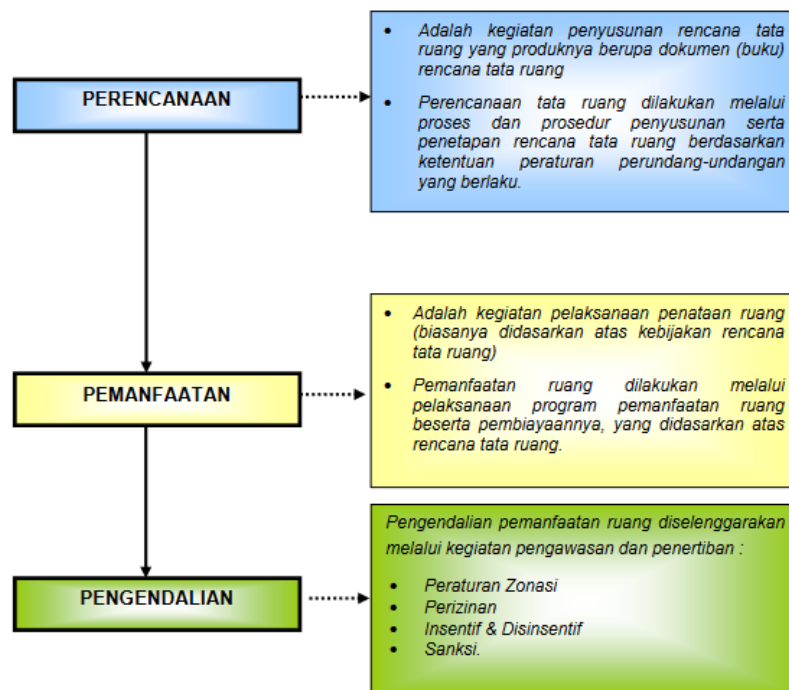 PERENCANAAN
• Adalah kegiatan penyusunan rencana tata
ruang yang produknya berupa dokumen (buku)
rencana tata ruang
• Perencanaan tata ruang dilakukan melalui
proses dan prosedur penyusunan serta
penetapan rencana tata ruang berdasarkan
ketentuan peraturan perundang-undangan
yang berlaku.
PEMANFAATAN
• Adalah kegiatan pelaksanaan penataan ruang
(biasanya didasarkan atas kebijakan rencana
tata ruang)
• Pemanfaatan ruang dilakukan melalui
pelaksanaan program pemanfaatan ruang
beserta pembiayaannya, yang didasarkan atas
rencana tata ruang.
PENGENDALIAN
Pengendalian pemanfaatan ruang diselenggarakan
melalui kegiatan pengawasan dan penertiban :
• Peraturan Zonasi
• Perizinan
• Insentif & Disinsentif
• Sanksi.